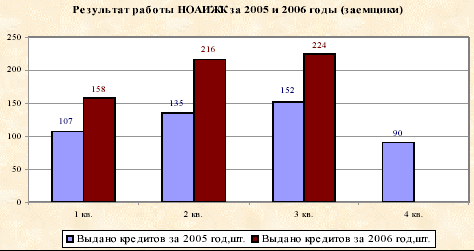 Результат работы НОАИЖК за 2005 и 2006 годы (заемщики)
250
200
150
100
50
0
107
158
135
216
152
224
90
1 кв.
2 кв.
3 кв.
4 кв.
Выдано кредитов за 2005 год,шт.
Выдано кредитов за 2006 год,шт.